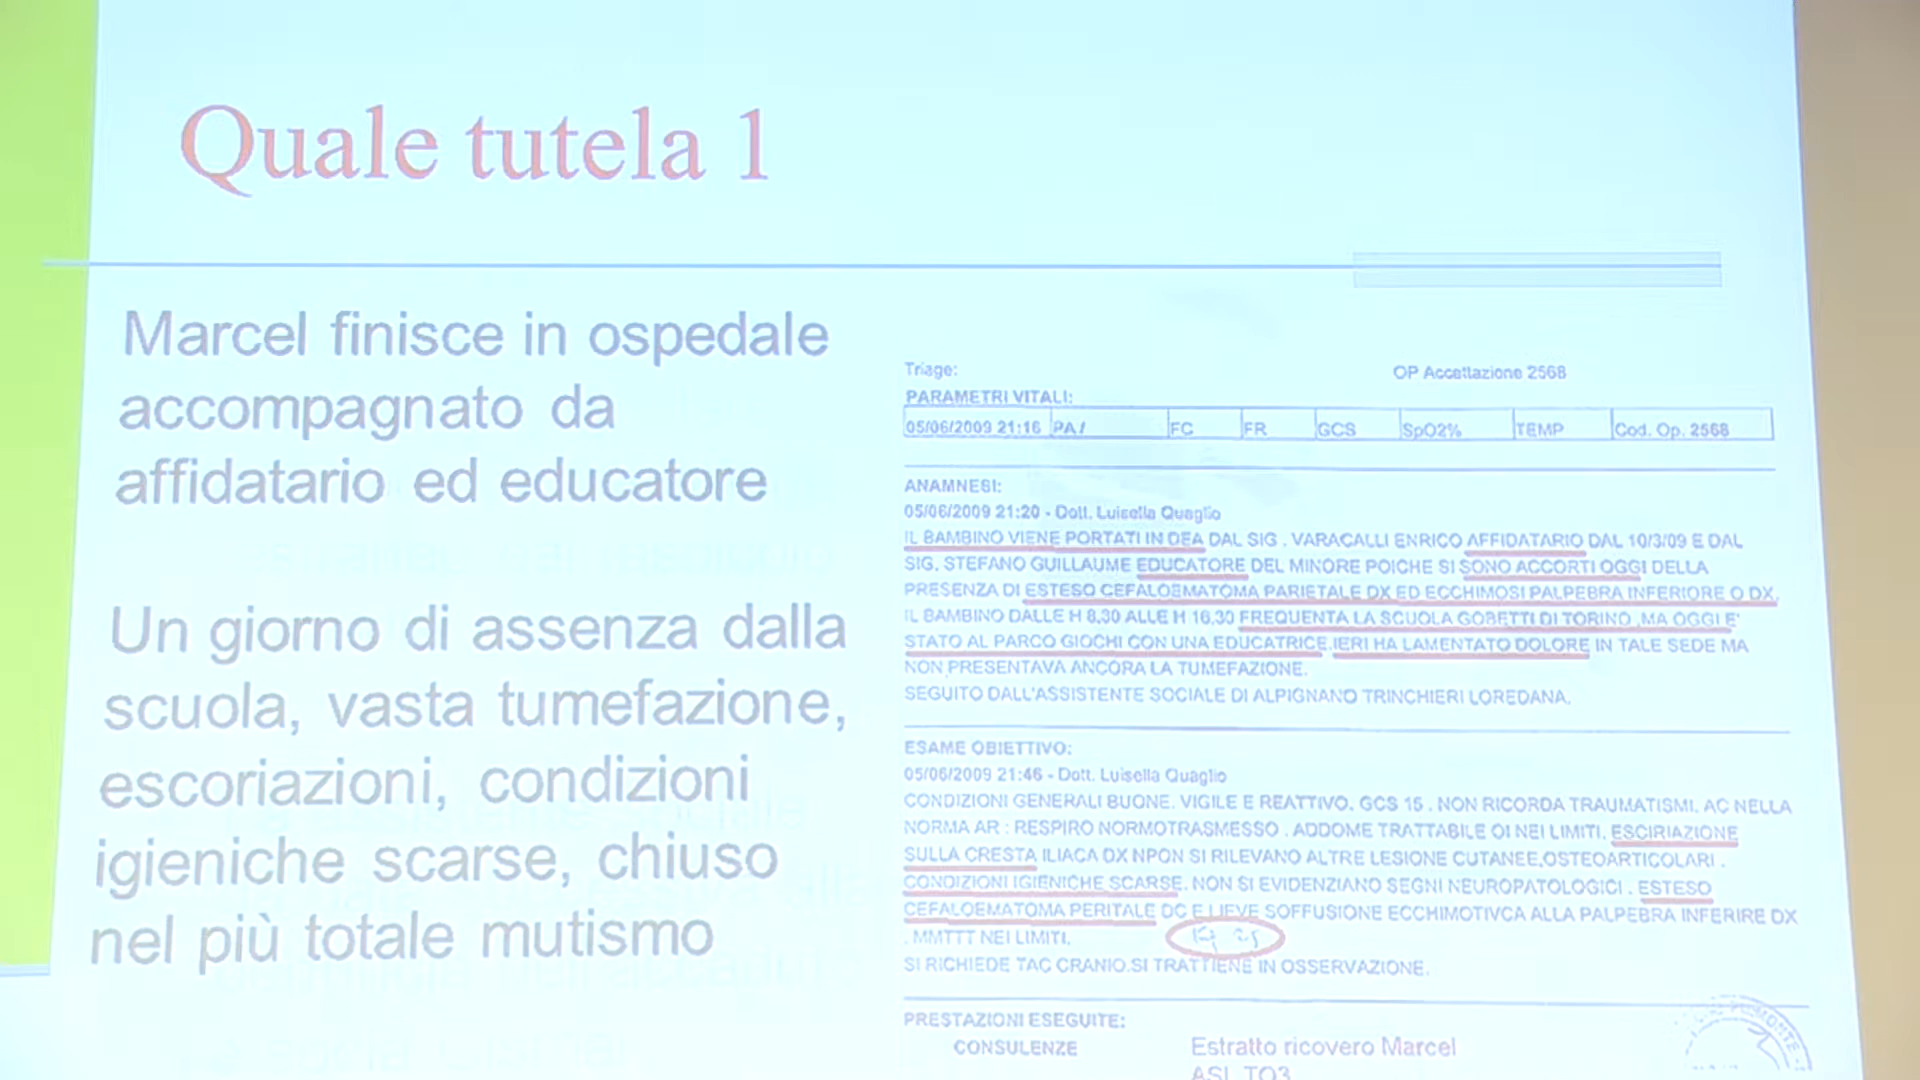 Quale tutela 1
Marcel finisce in ospedale
accompagnato da
affidatario ed educatore
Un giorno di assenza dalla
scuola, vasta tumefazione,
escoriazioni, condizioni
igieniche scarse, chiuso
nel più totale mutismo
Triage: OP Accettazione 2568
PARAMETRI VITALI:
05/06/2009 21:16 PA / FC FR GCS SpO2% TEMP Cod. Op. 2568
ANAMNESI:
05/06/2009 21:20 - Dott. Luisella Quaglio
IL BAMBINO VIENE PORTATI IN DEA DAL SIG . VARACALLI ENRICO AFFIDATARIO DAL 10/3/09 E DAL
SIG. STEFANO GUILLAUME EDUCATORE DEL MINORE POICHE SI SONO ACCORTI OGGI DELLA
PRESENZA DI ESTESO CEFALOEMATOMA PARIETALE DX ED ECCHIMOSI PALPEBRA INFERIORE O DX.
IL BAMBINO DALLE H 8,30 ALLE H 16,30 FREQUENTA LA SCUOLA GOBETTI DI TORINO ,MA OGGI E'
STATO AL PARCO GIOCHI CON UNA EDUCATRICE.IERI HA LAMENTATO DOLORE IN TALE SEDE MA
NON PRESENTAVA ANCORA LA TUMEFAZIONE.
SEGUITO DALL'ASSISTENTE SOCIALE DI ALPIGNANO TRINCHIERI LOREDANA.
ESAME OBIETTIVO:
05/06/2009 21:46 - Dott. Luisella Quaglio
CONDIZIONI GENERALI BUONE. VIGILE E REATTIVO. GCS 15 . NON RICORDA TRAUMATISMI. AC NELLA
NORMA AR : RESPIRO NORMOTRASMESSO . ADDOME TRATTABILE OI NEI LIMITI. ESCIRIAZIONE
SULLA CRESTA ILIACA DX NPON SI RILEVANO ALTRE LESIONE CUTANEE,OSTEOARTICOLARI .
CONDIZIONI IGIENICHE SCARSE. NON SI EVIDENZIANO SEGNI NEUROPATOLOGICI . ESTESO
CEFALOEMATOMA PERITALE DC E LIEVE SOFFUSIONE ECCHIMOTIVCA ALLA PALPEBRA INFERIRE DX
. MMTTT NEI LIMITI.
SI RICHIEDE TAC CRANIO.SI TRATTIENE IN OSSERVAZIONE.
PRESTAZIONI ESEGUITE:
CONSULENZE
Estratto ricovero Marcel
ASL TO3
PIEMONTE